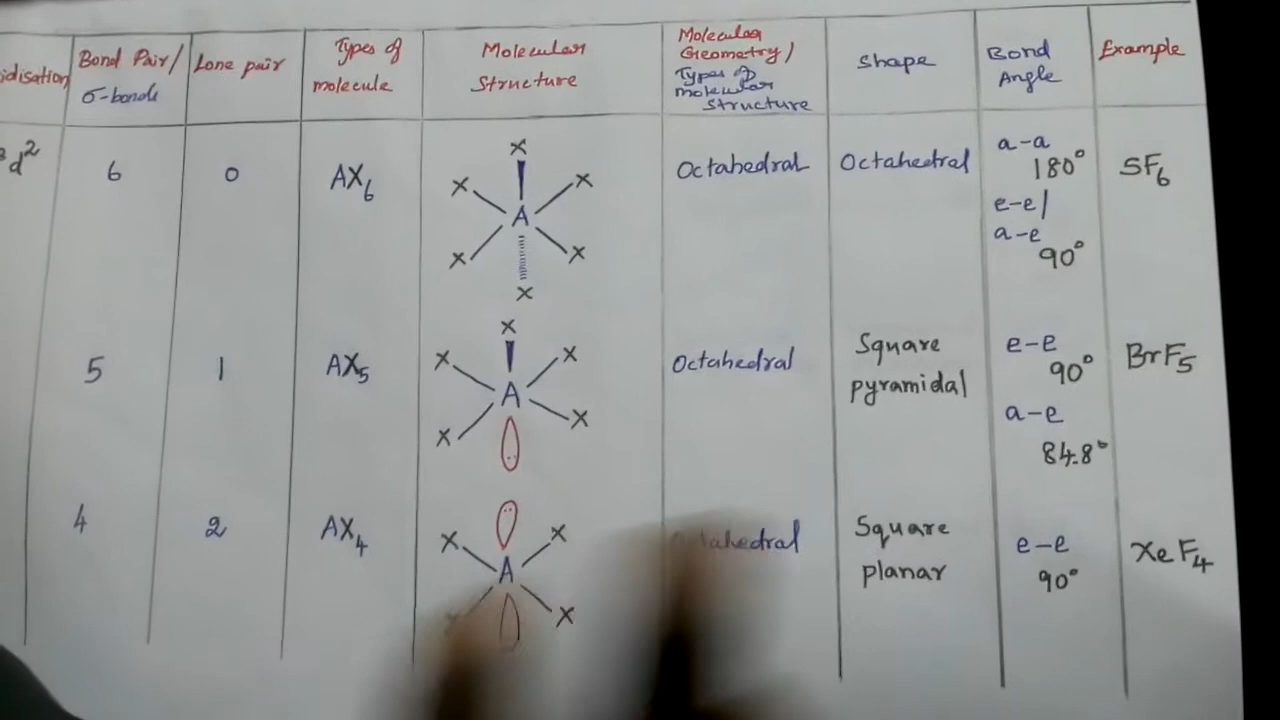 idisation
Bond Pair/
σ-bonds
Lone pair
Types of
molecule
Molecular
Structure
Molecular
Geometry/
Types of
molecular
structure
Shape
Bond
Angle
Example
d²
6
0
AX₆
X
X X
A
X X
X
Octahedral
Octahedral
a-a
180°
e-e/
a-e
90°
SF₆
5
1
AX₅
X
X X
A
X X
Octahedral
Square
pyramidal
e-e
90°
a-e
84.8°
BrF₅
4
2
AX₄
X X
A
X
tahedral
Square
planar
e-e
90°
XeF₄